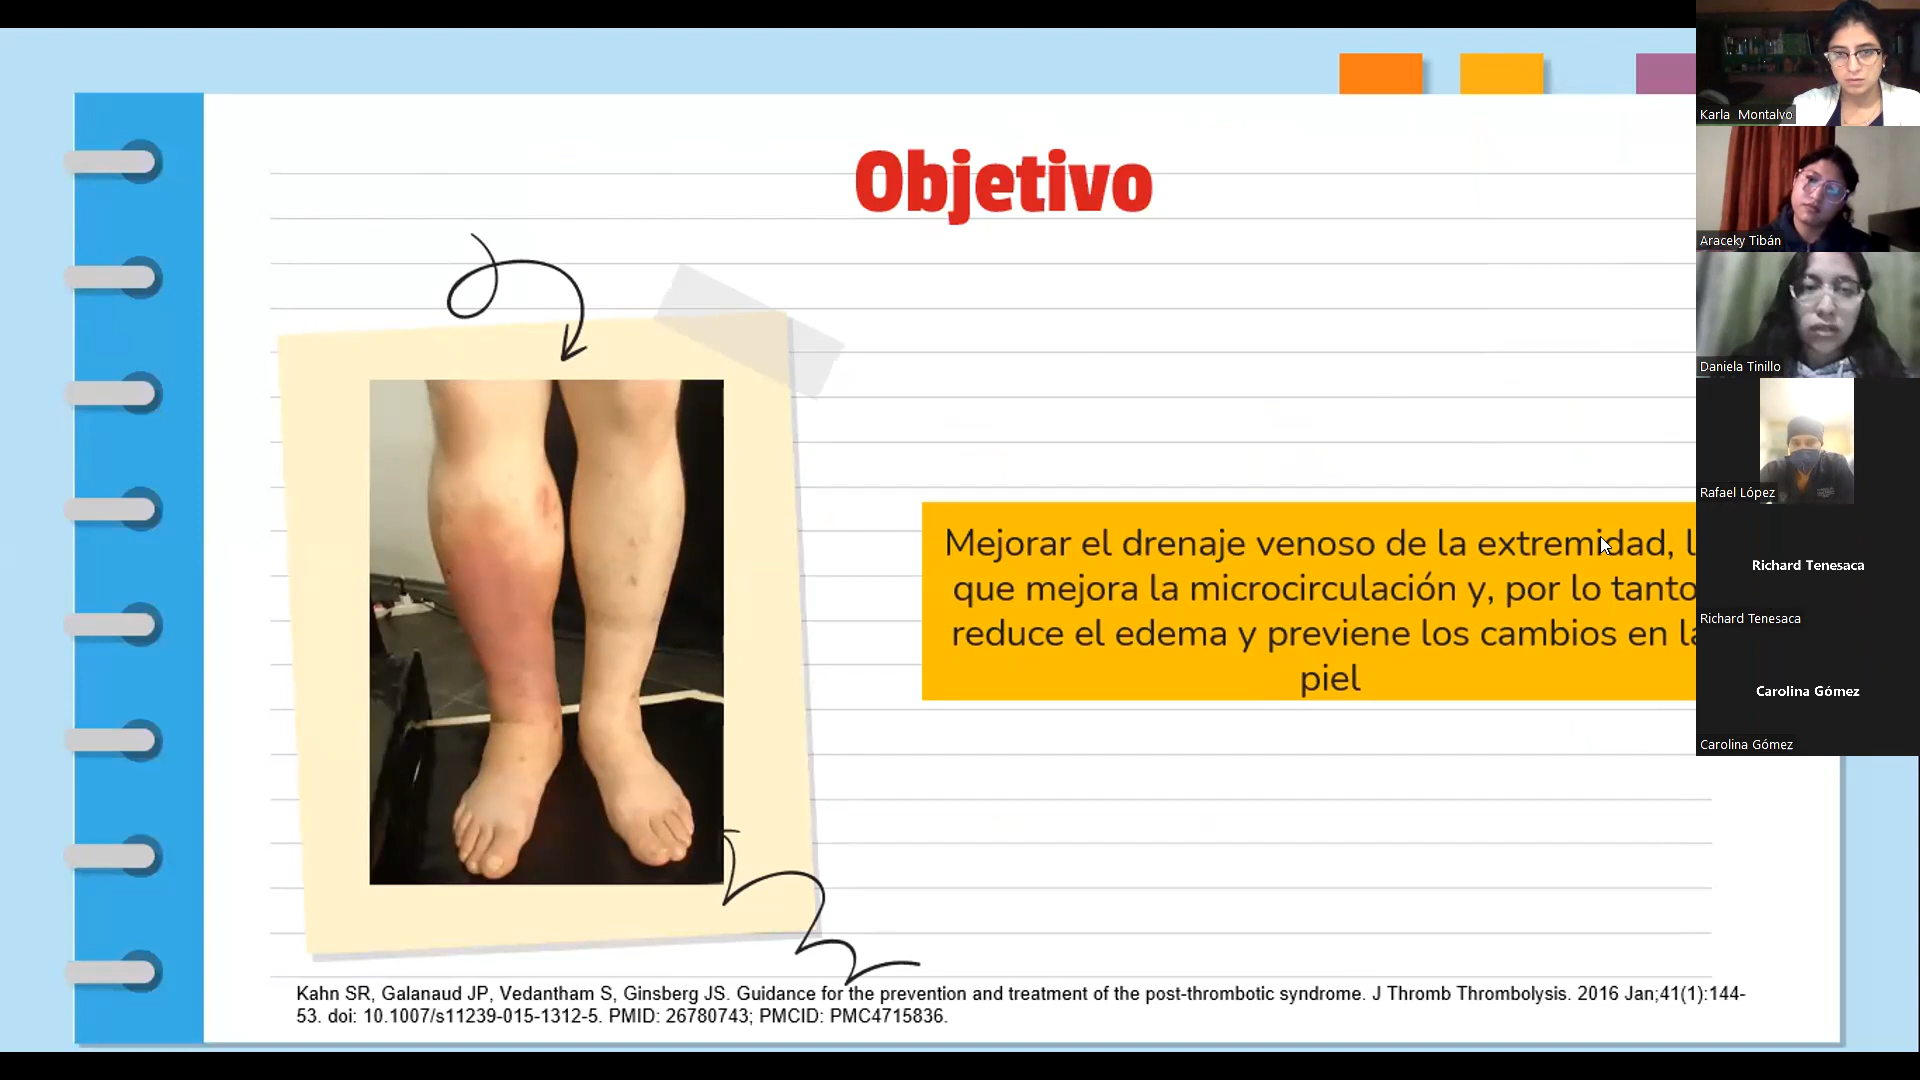 Objetivo
Mejorar el drenaje venoso de la extremidad, l
que mejora la microcirculación y, por lo tanto
reduce el edema y previene los cambios en la
piel
Kahn SR, Galanaud JP, Vedantham S, Ginsberg JS. Guidance for the prevention and treatment of the post-thrombotic syndrome. J Thromb Thrombolysis. 2016 Jan;41(1):144-
53. doi: 10.1007/s11239-015-1312-5. PMID: 26780743; PMCID: PMC4715836.
Karla Montalvo
Araceky Tibán
Daniela Tinillo
Rafael López
Richard Tenesaca
Richard Tenesaca
Carolina Gómez
Carolina Gómez